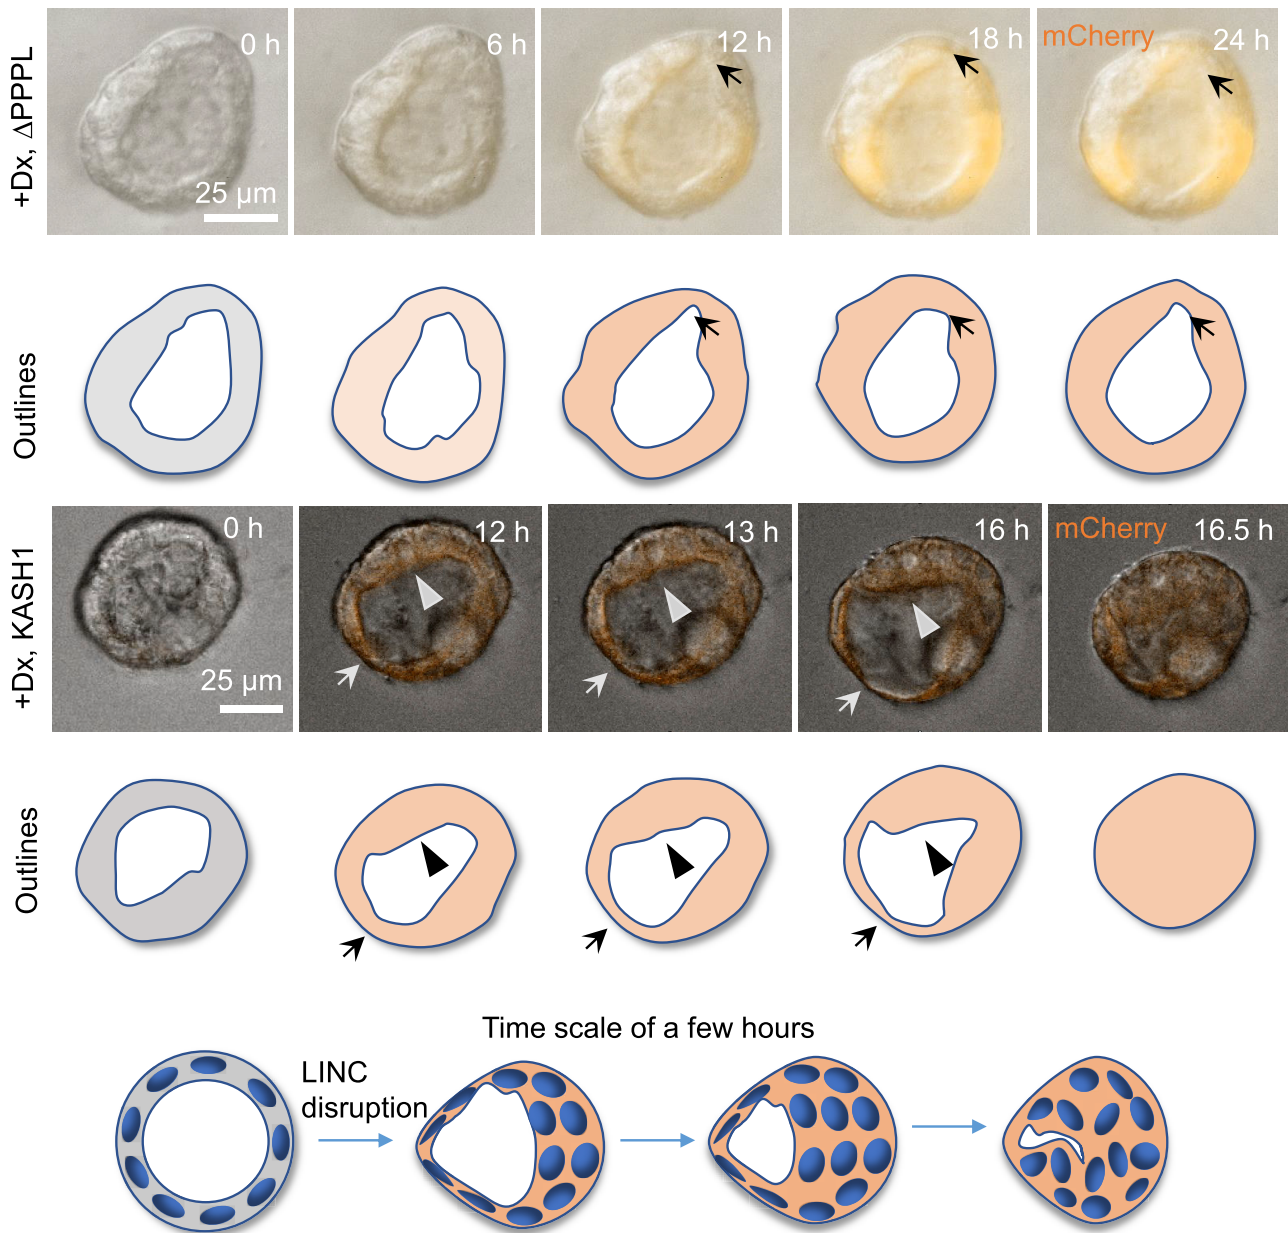 +Dx, ΔPPPL
0 h
6 h
12 h
18 h
mCherry
24 h
25 µm
Outlines
+Dx, KASH1
0 h
12 h
13 h
16 h
mCherry
16.5 h
25 µm
Outlines
Time scale of a few hours
LINC
disruption